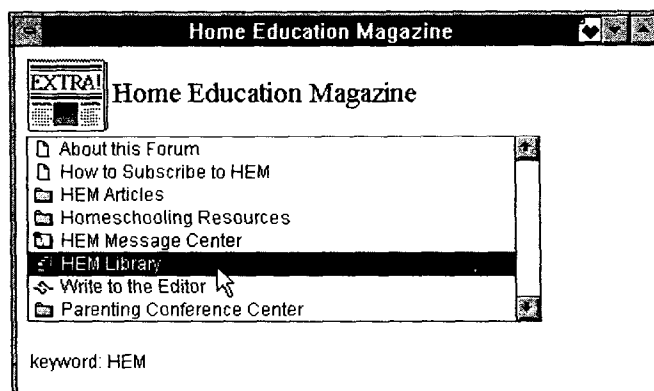 Home Education Magazine
EXTRA!
Home Education Magazine
About this Forum
How to Subscribe to HEM
HEM Articles
Homeschooling Resources
HEM Message Center
HEM Library
Write to the Editor
Parenting Conference Center
keyword: HEM